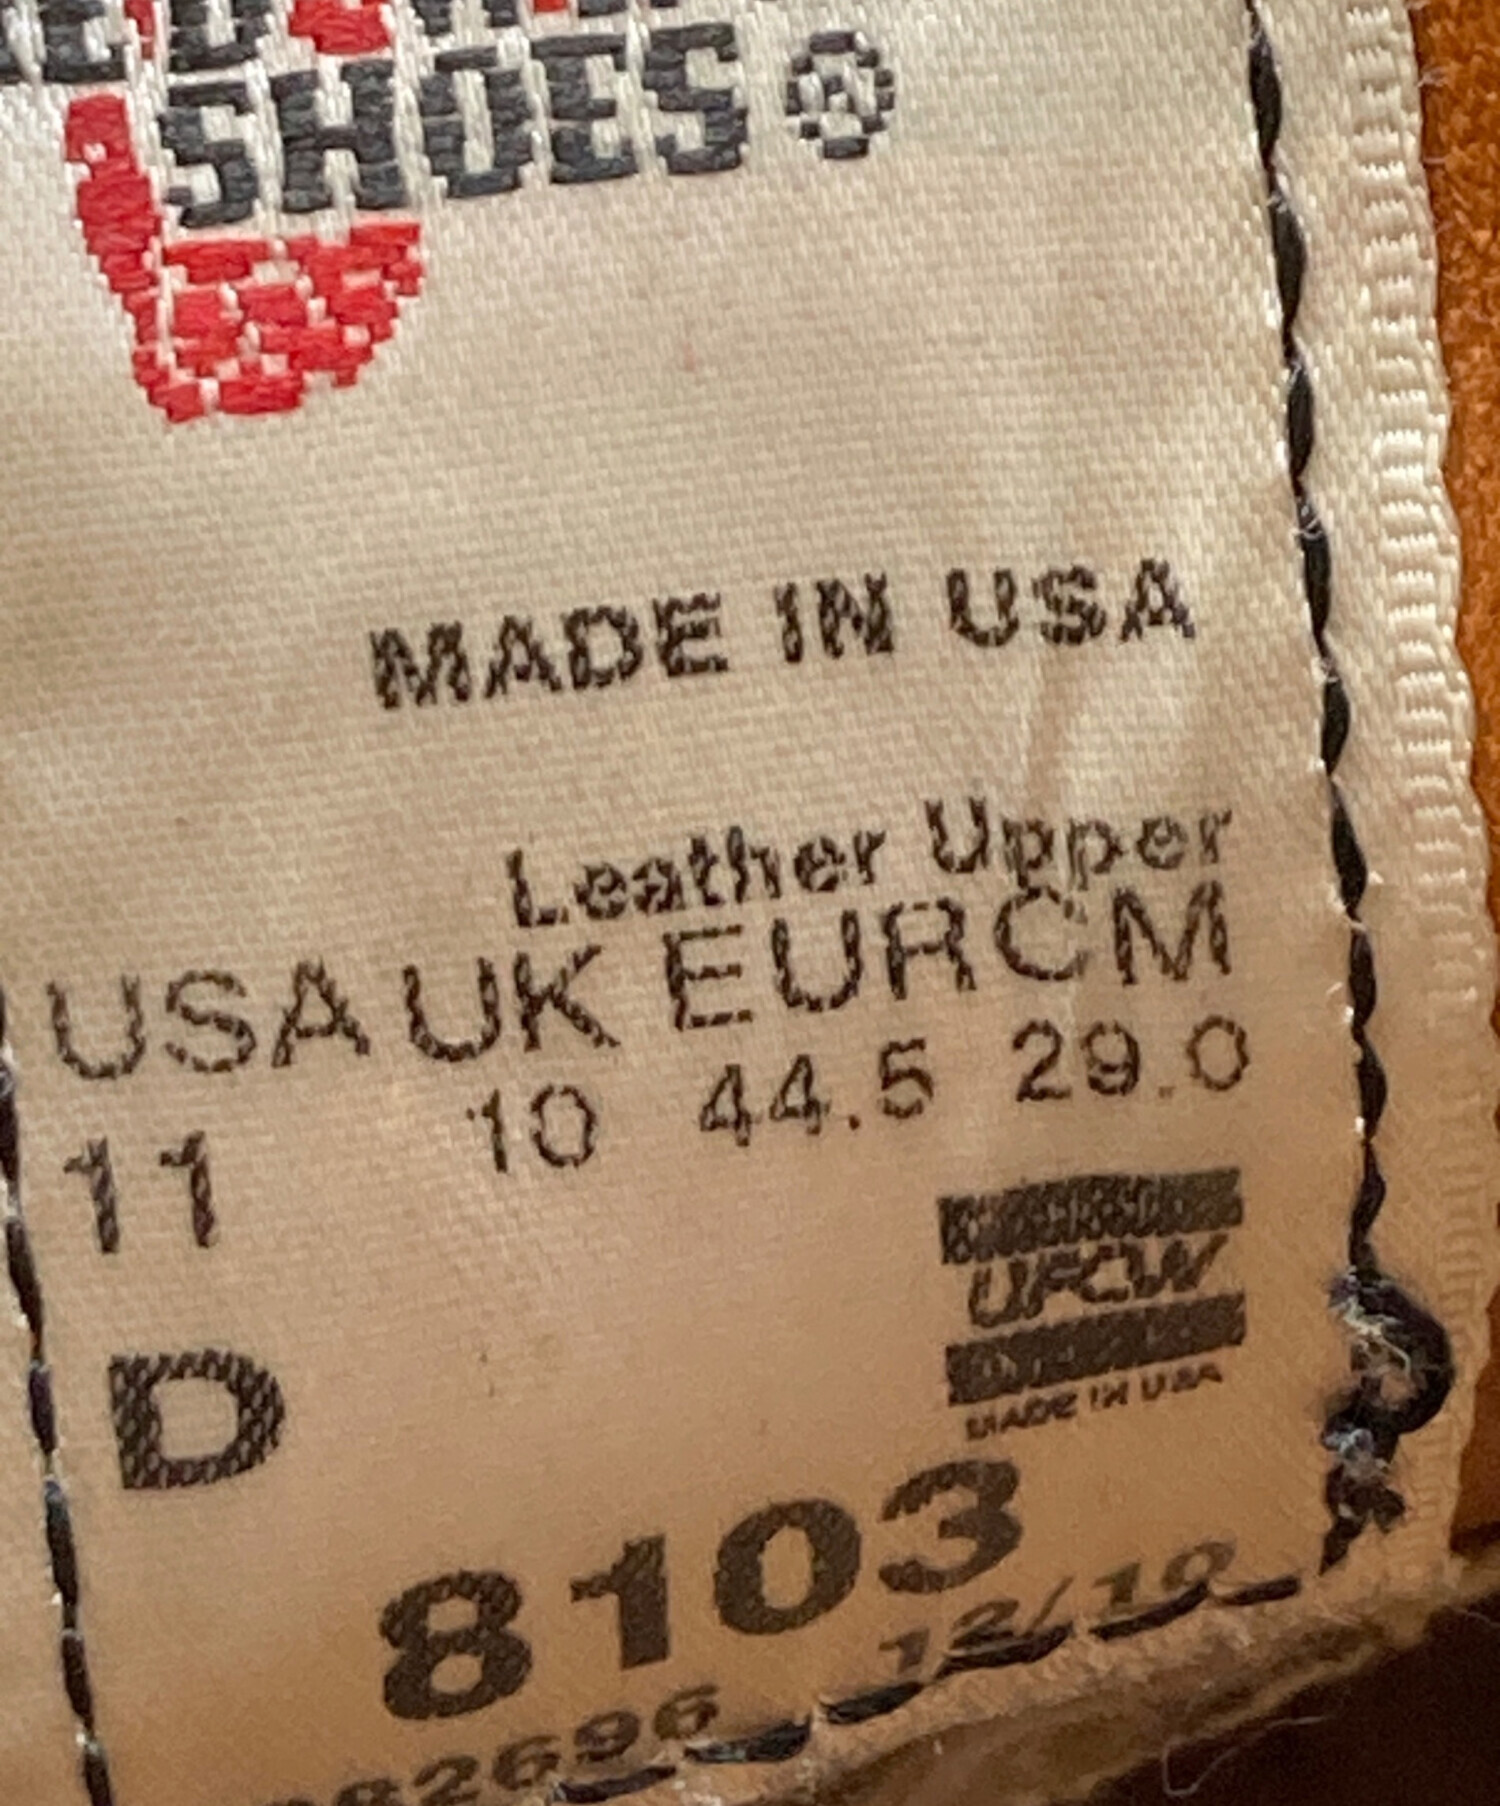 SHOES®
MADE IN USA
Leather Upper
USA UK EUR CM
11 10 44.5 29.0
UFCW
MADE IN USA
D
8103
12/10